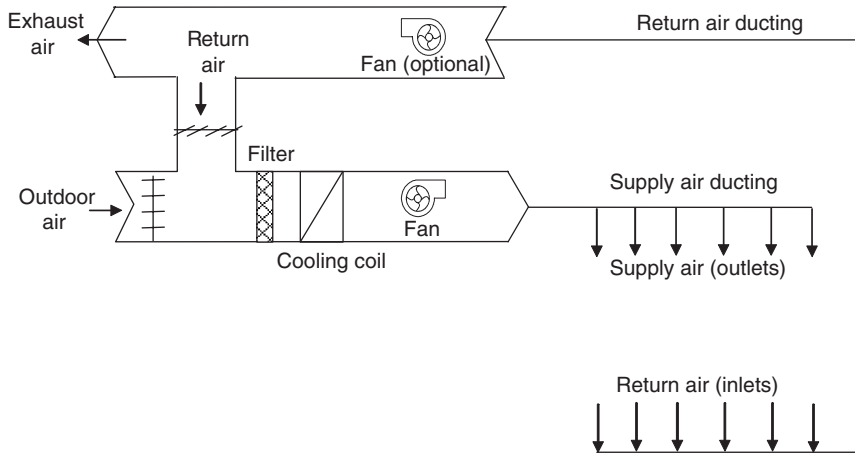 Exhaust
air
Return
air
Fan (optional)
Return air ducting
Filter
Outdoor
air
Fan
Cooling coil
Supply air ducting
Supply air (outlets)
Return air (inlets)